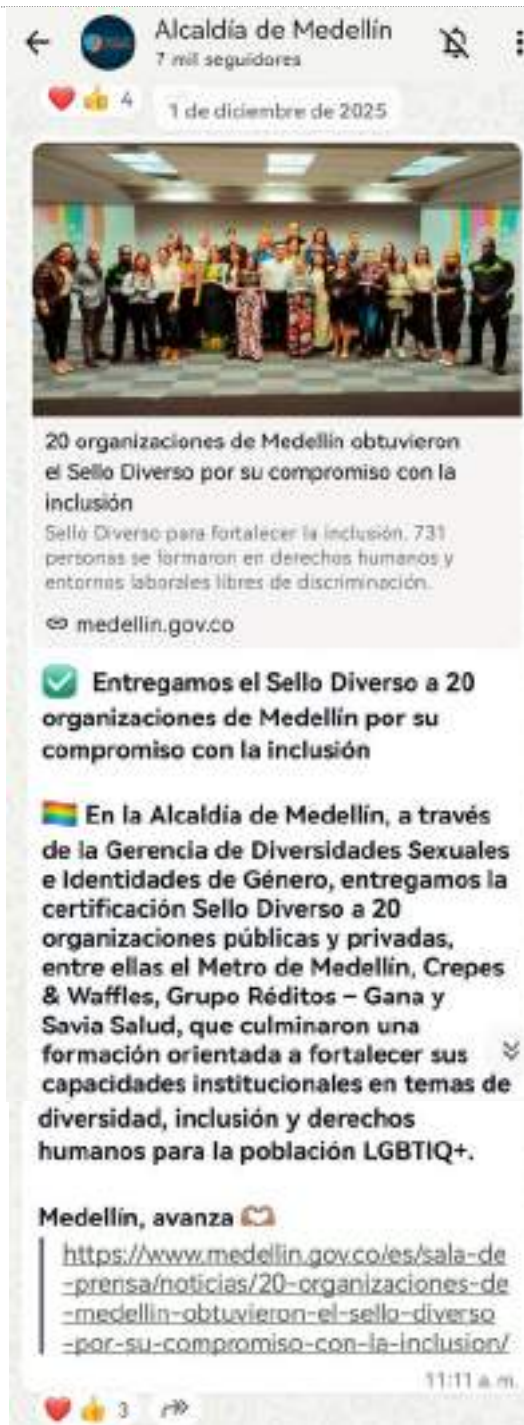 Alcaldía de Medellín
7 mil seguidores
4
1 de diciembre de 2025
20 organizaciones de Medellín obtuvieron
el Sello Diverso por su compromiso con la
inclusión
Sello Diverso para fortalecer la inclusión. 731
personas se formaron en derechos humanos y
entornos laborales libres de discriminación.
medellin.gov.co
✅ Entregamos el Sello Diverso a 20
organizaciones de Medellín por su
compromiso con la inclusión
🏳️‍🌈 En la Alcaldía de Medellín, a través
de la Gerencia de Diversidades Sexuales
e Identidades de Género, entregamos la
certificación Sello Diverso a 20
organizaciones públicas y privadas,
entre ellas el Metro de Medellín, Crepes
& Waffles, Grupo Réditos – Gana y
Savia Salud, que culminaron una
formación orientada a fortalecer sus
capacidades institucionales en temas de
diversidad, inclusión y derechos
humanos para la población LGBTIQ+.
Medellín, avanza 🫶🏽
https://www.medellin.gov.co/es/sala-de
-prensa/noticias/20-organizaciones-de
-medellin-obtuvieron-el-sello-diverso
-por-su-compromiso-con-la-inclusion/
11:11 a. m.
3